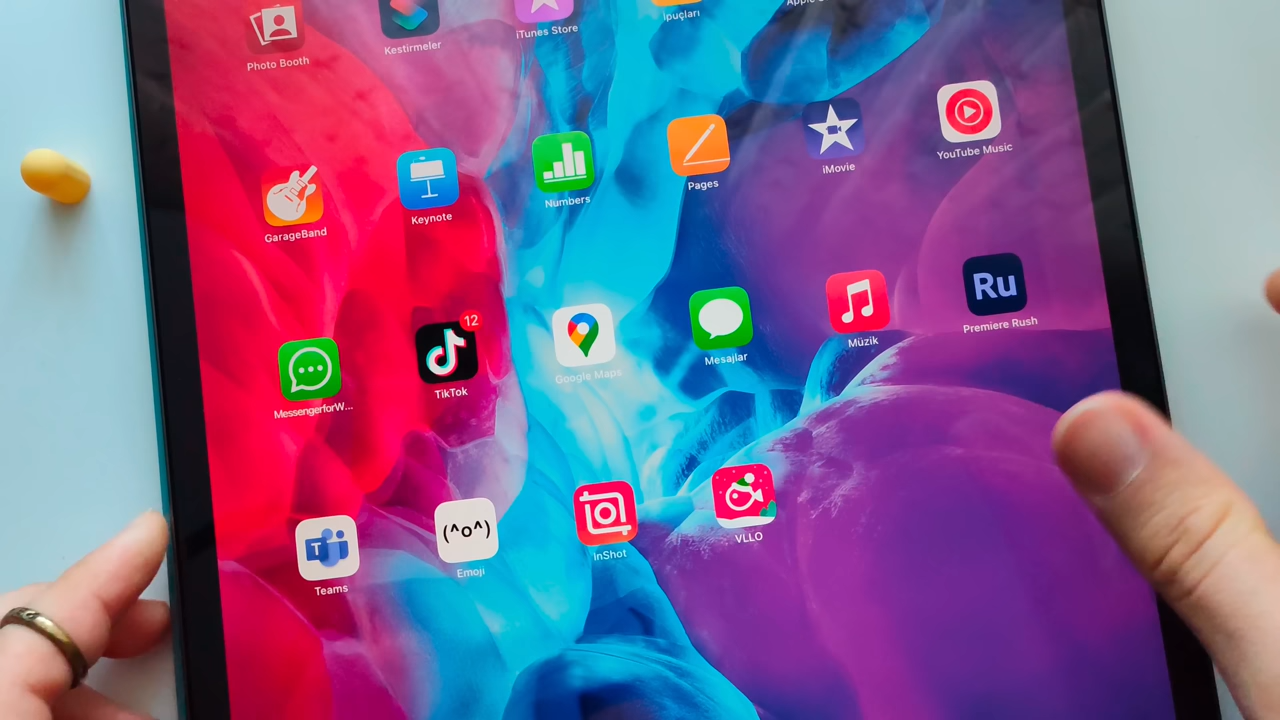 Photo Booth
Kestirmeler
iTunes Store
İpuçları
GarageBand
Keynote
Numbers
Pages
iMovie
YouTube Music
MessengerforW...
12
TikTok
Google Maps
Mesajlar
Müzik
Ru
Premiere Rush
T
Teams
(^o^)
Emoji
InShot
VLLO